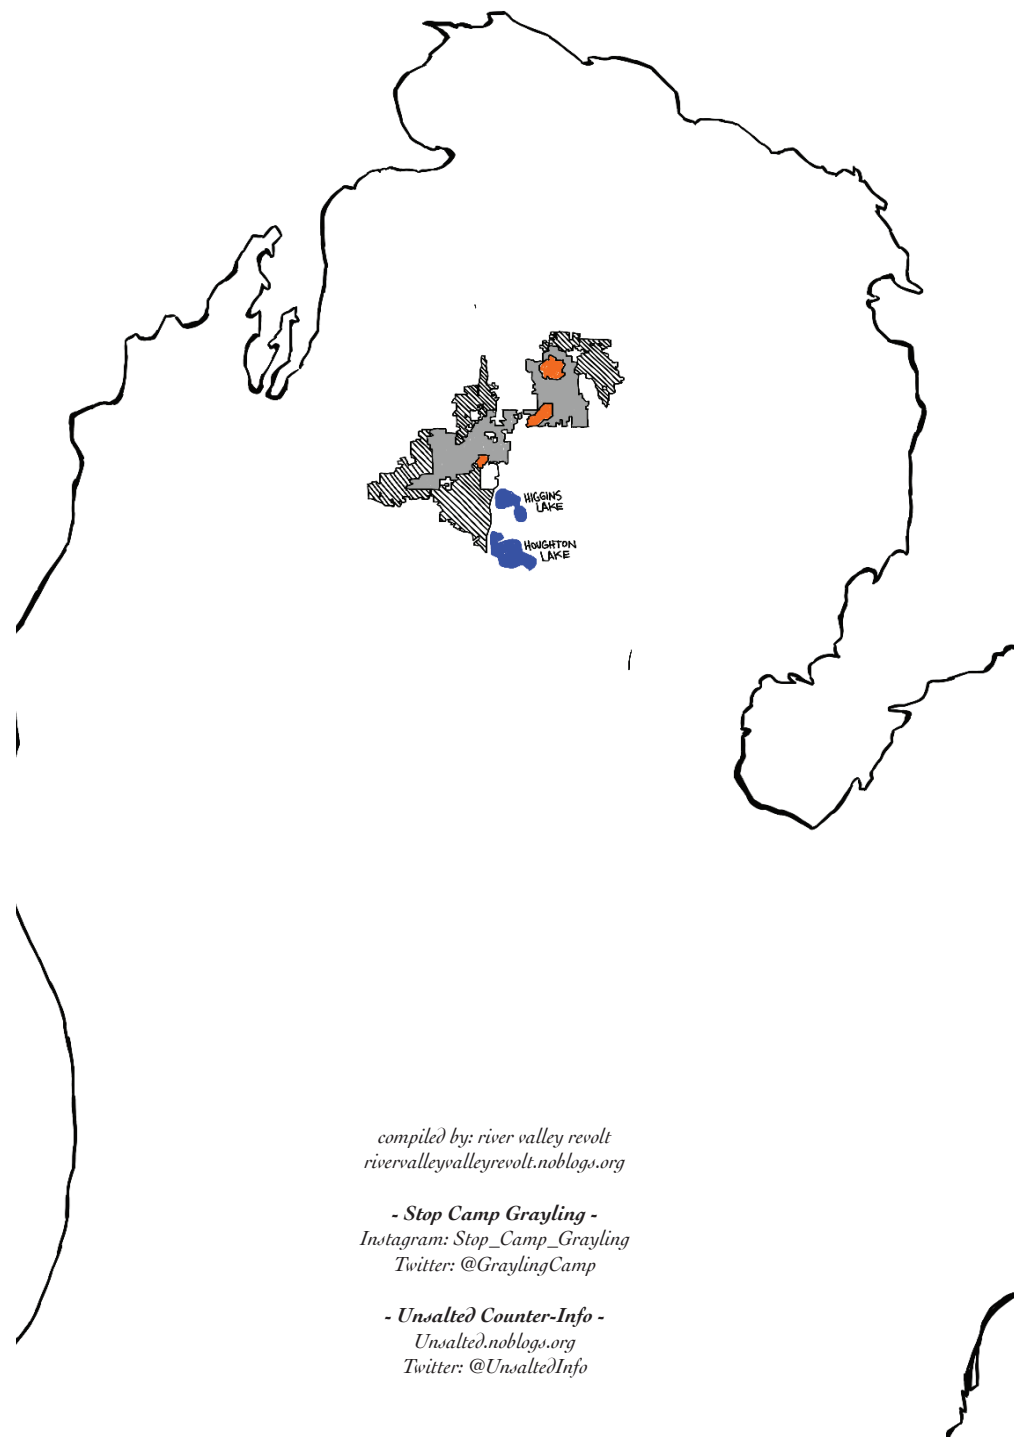 HIGGINS
LAKE
HOUGHTON
LAKE
compiled by: river valley revolt
rivervalleyvalleyrevolt.noblogs.org
- Stop Camp Grayling -
Instagram: Stop_Camp_Grayling
Twitter: @GraylingCamp
- Unsalted Counter-Info -
Unsalted.noblogs.org
Twitter: @UnsaltedInfo